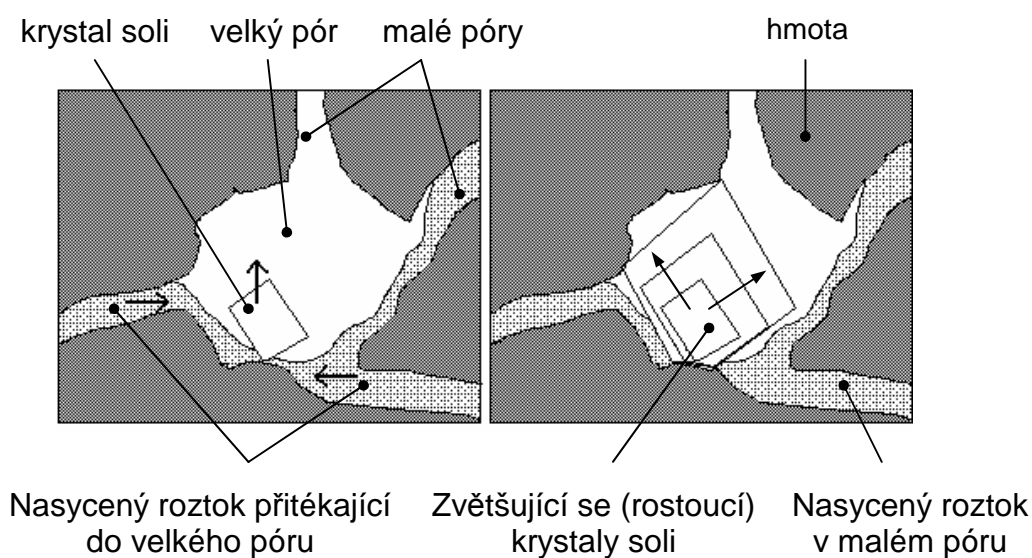 krystal soli velký pór malé póry hmota
Nasycený roztok přitékající
do velkého póru
Zvětšující se (rostoucí)
krystaly soli
Nasycený roztok
v malém póru